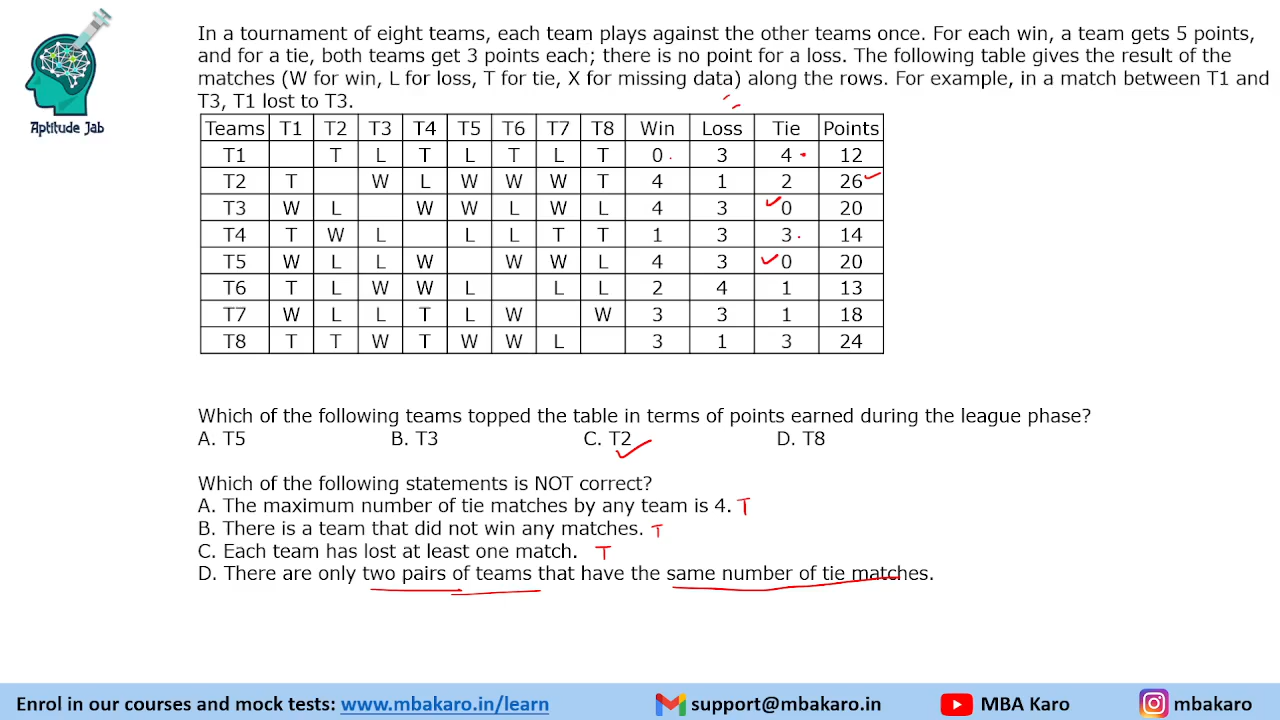 Aptitude Jab
In a tournament of eight teams, each team plays against the other teams once. For each win, a team gets 5 points,
and for a tie, both teams get 3 points each; there is no point for a loss. The following table gives the result of the
matches (W for win, L for loss, T for tie, X for missing data) along the rows. For example, in a match between T1 and
T3, T1 lost to T3.
Teams T1 T2 T3 T4 T5 T6 T7 T8 Win Loss Tie Points
T1 T L T L T L T 0 3 4 12
T2 T W L W W W T 4 1 2 26
T3 W L W W L W L 4 3 0 20
T4 T W L L L T T 1 3 3 14
T5 W L L W W W L 4 3 0 20
T6 T L W W L L L 2 4 1 13
T7 W L L T L W W 3 3 1 18
T8 T T W T W W L 3 1 3 24
Which of the following teams topped the table in terms of points earned during the league phase?
A. T5 B. T3 C. T2 D. T8
Which of the following statements is NOT correct?
A. The maximum number of tie matches by any team is 4. T
B. There is a team that did not win any matches. T
C. Each team has lost at least one match. T
D. There are only two pairs of teams that have the same number of tie matches.
Enrol in our courses and mock tests: www.mbakaro.in/learn support@mbakaro.in MBA Karo mbakaro